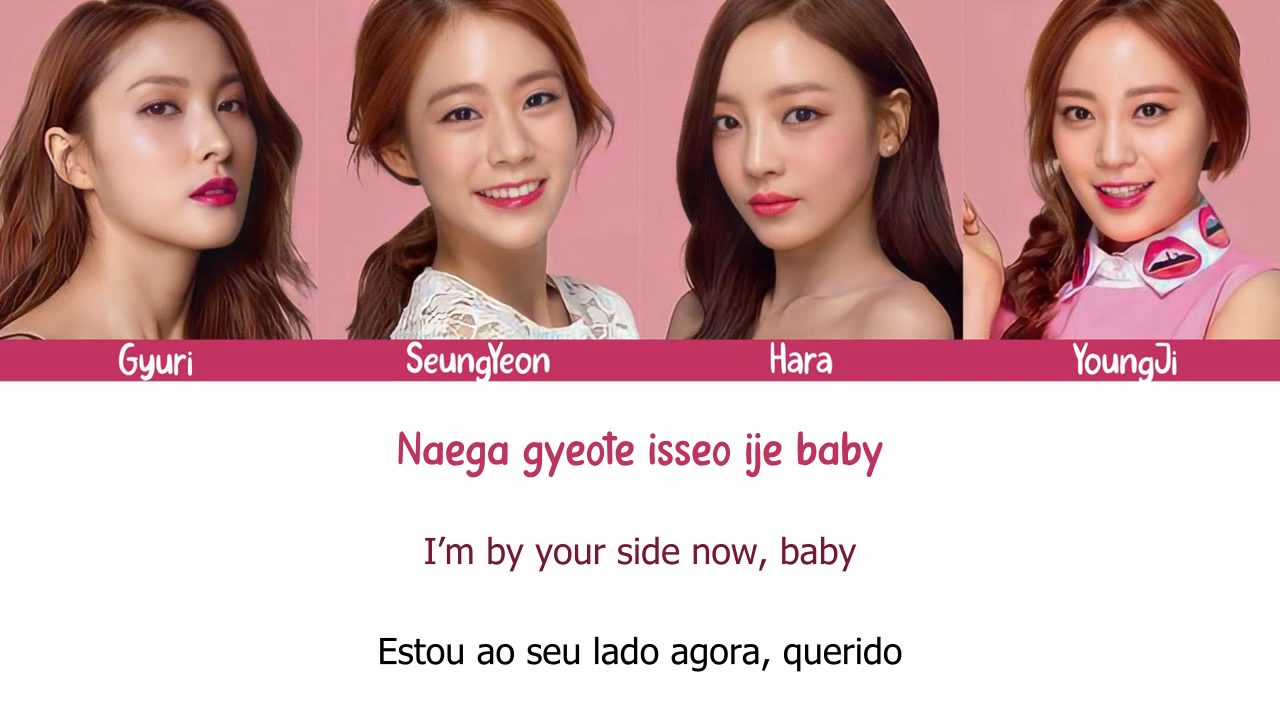 Gyuri
SeungYeon
Hara
YoungJi
Naega gyeote isseo ije baby
I’m by your side now, baby
Estou ao seu lado agora, querido